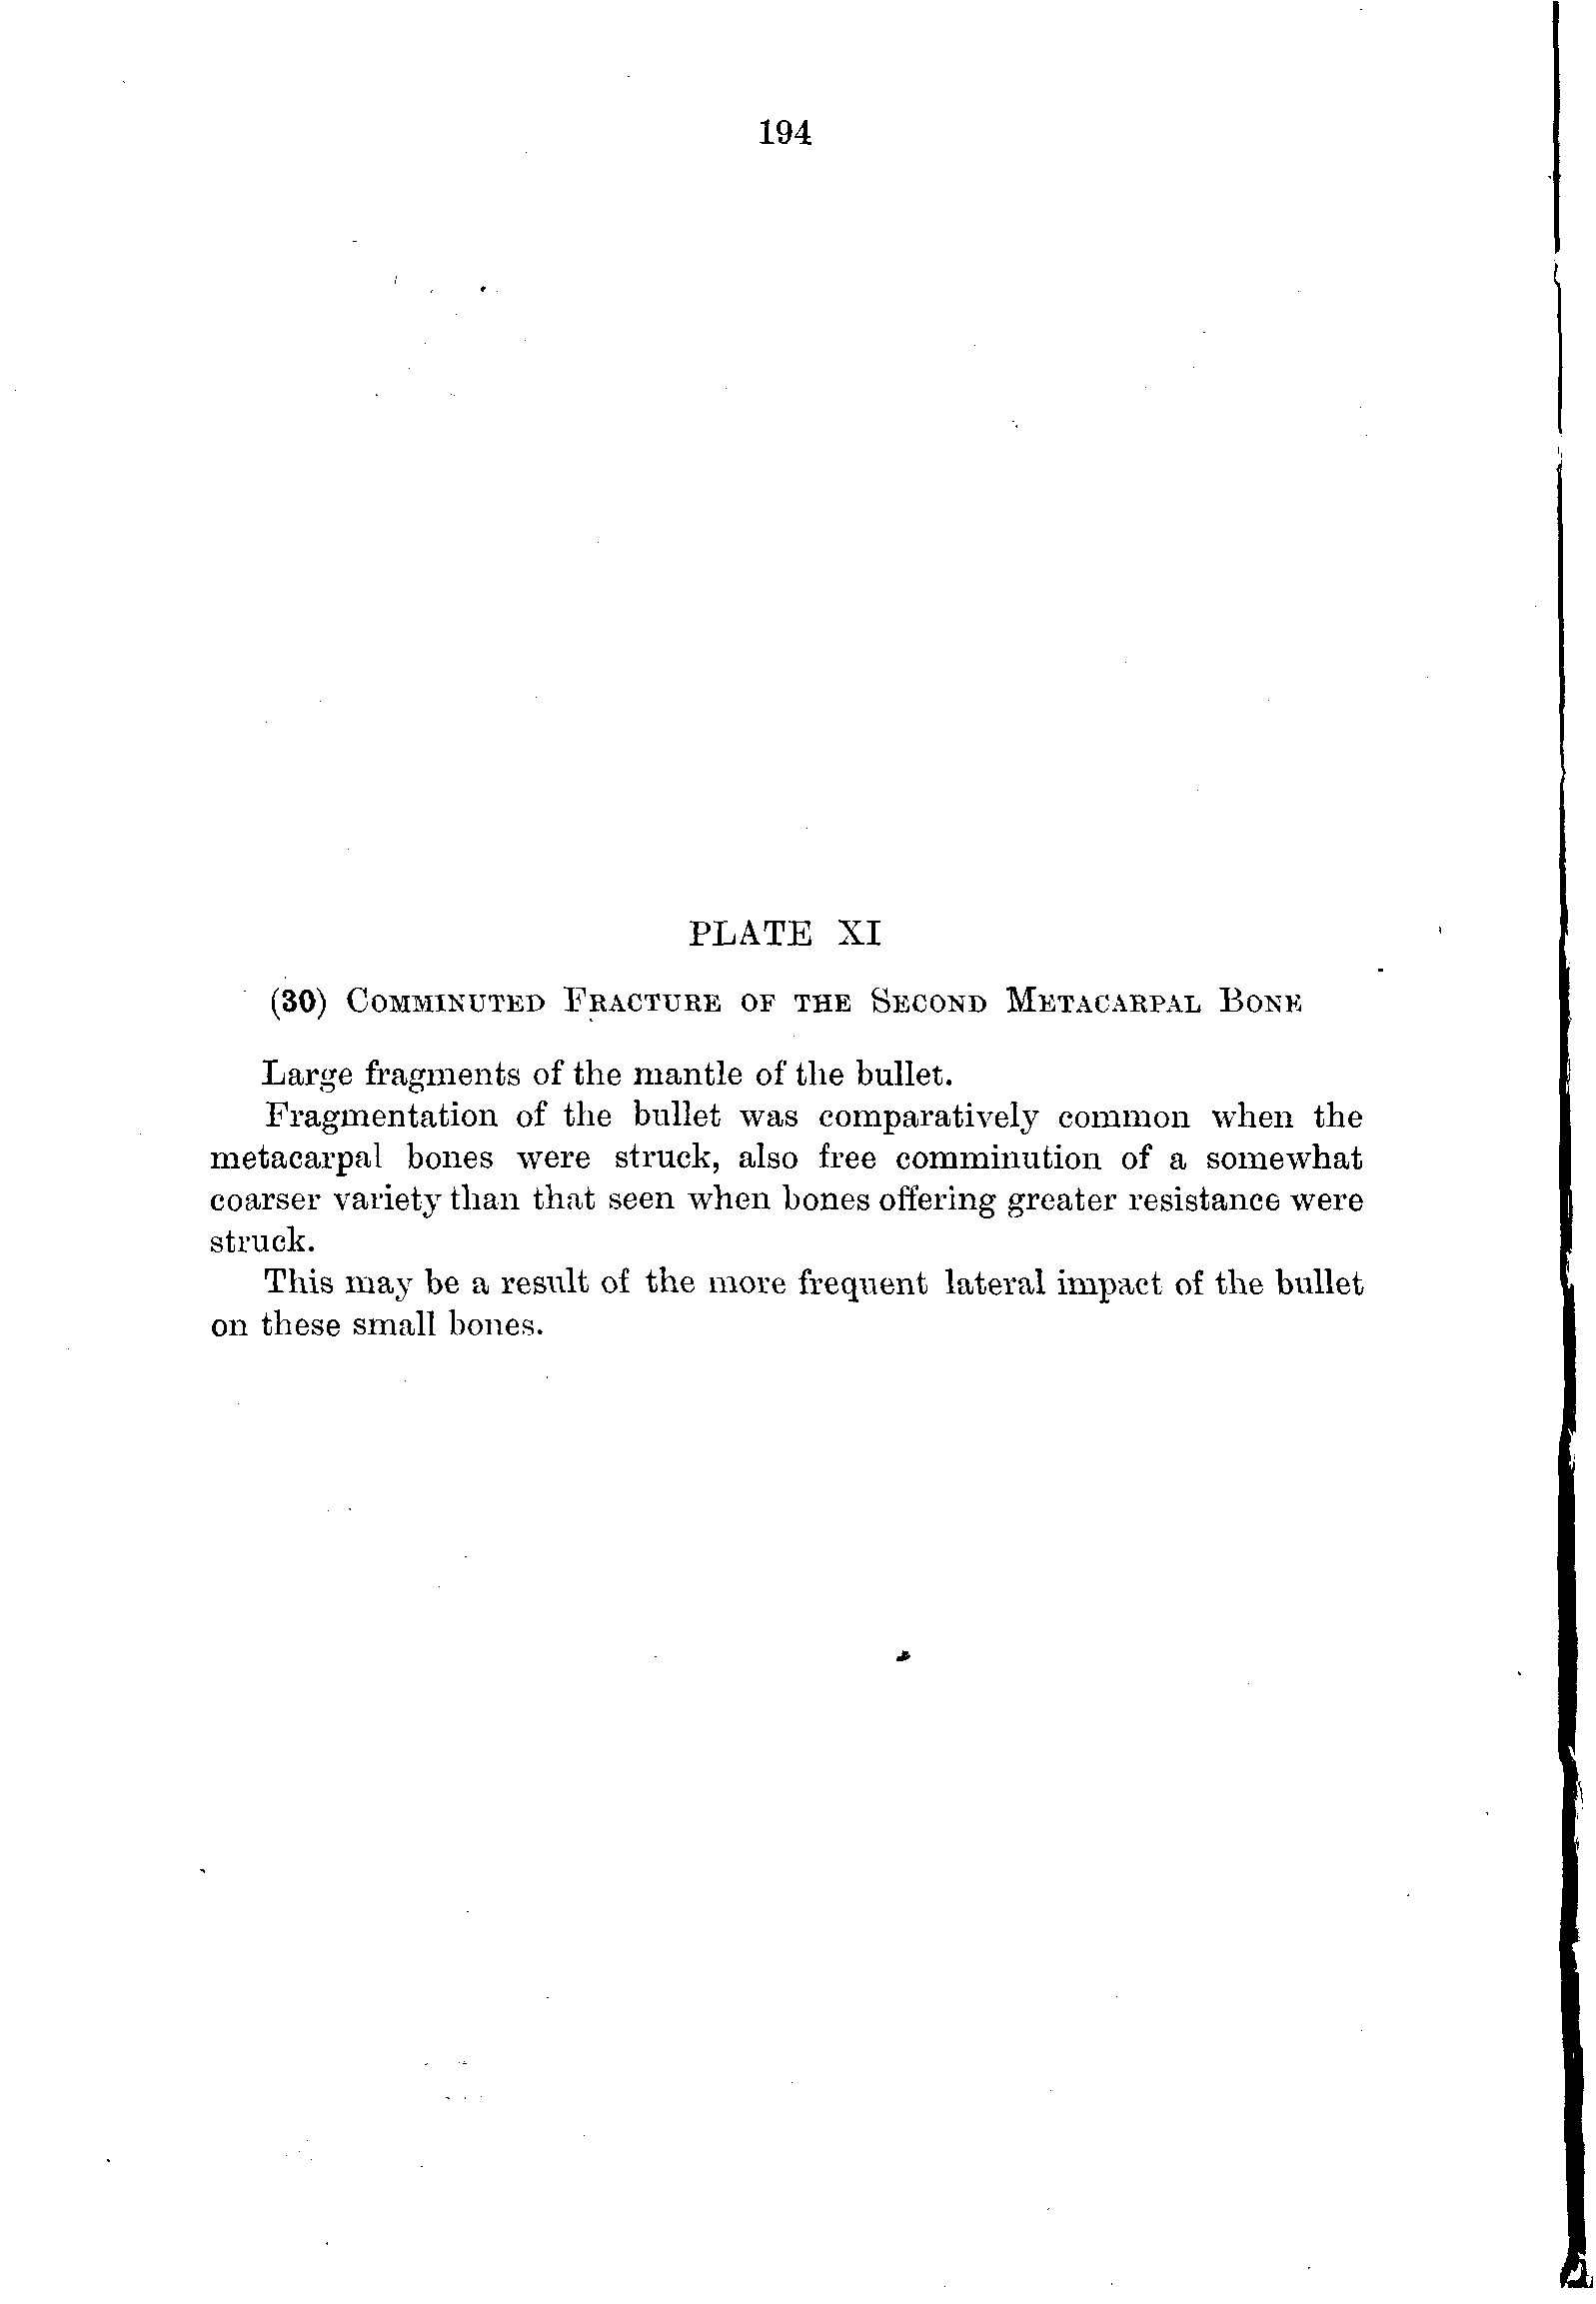 194
PLATE XI
(30) COMMINUTED FRACTURE OF THE SECOND METACARPAL BONE
Large fragments of the mantle of the bullet.
Fragmentation of the bullet was comparatively common when the
metacarpal bones were struck, also free comminution of a somewhat
coarser variety than that seen when bones offering greater resistance were
struck.
This may be a result of the more frequent lateral impact of the bullet
on these small bones.